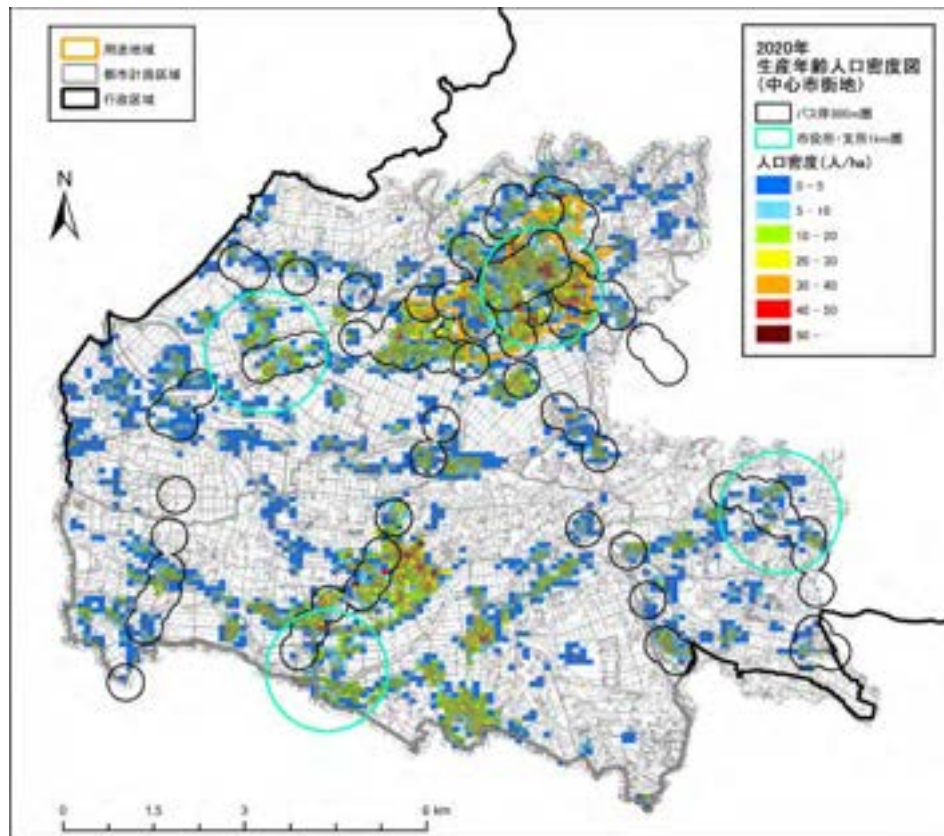 用途地域
都市計画区域
行政区域
N
2020年
生産年齢人口密度図
(中心市街地)
バス停300m圏
市役所・支所1km圏
人口密度(人/ha)
0 - 5
5 - 10
10 - 20
20 - 30
30 - 40
40 - 50
50 -
0 1.5 3 6 km